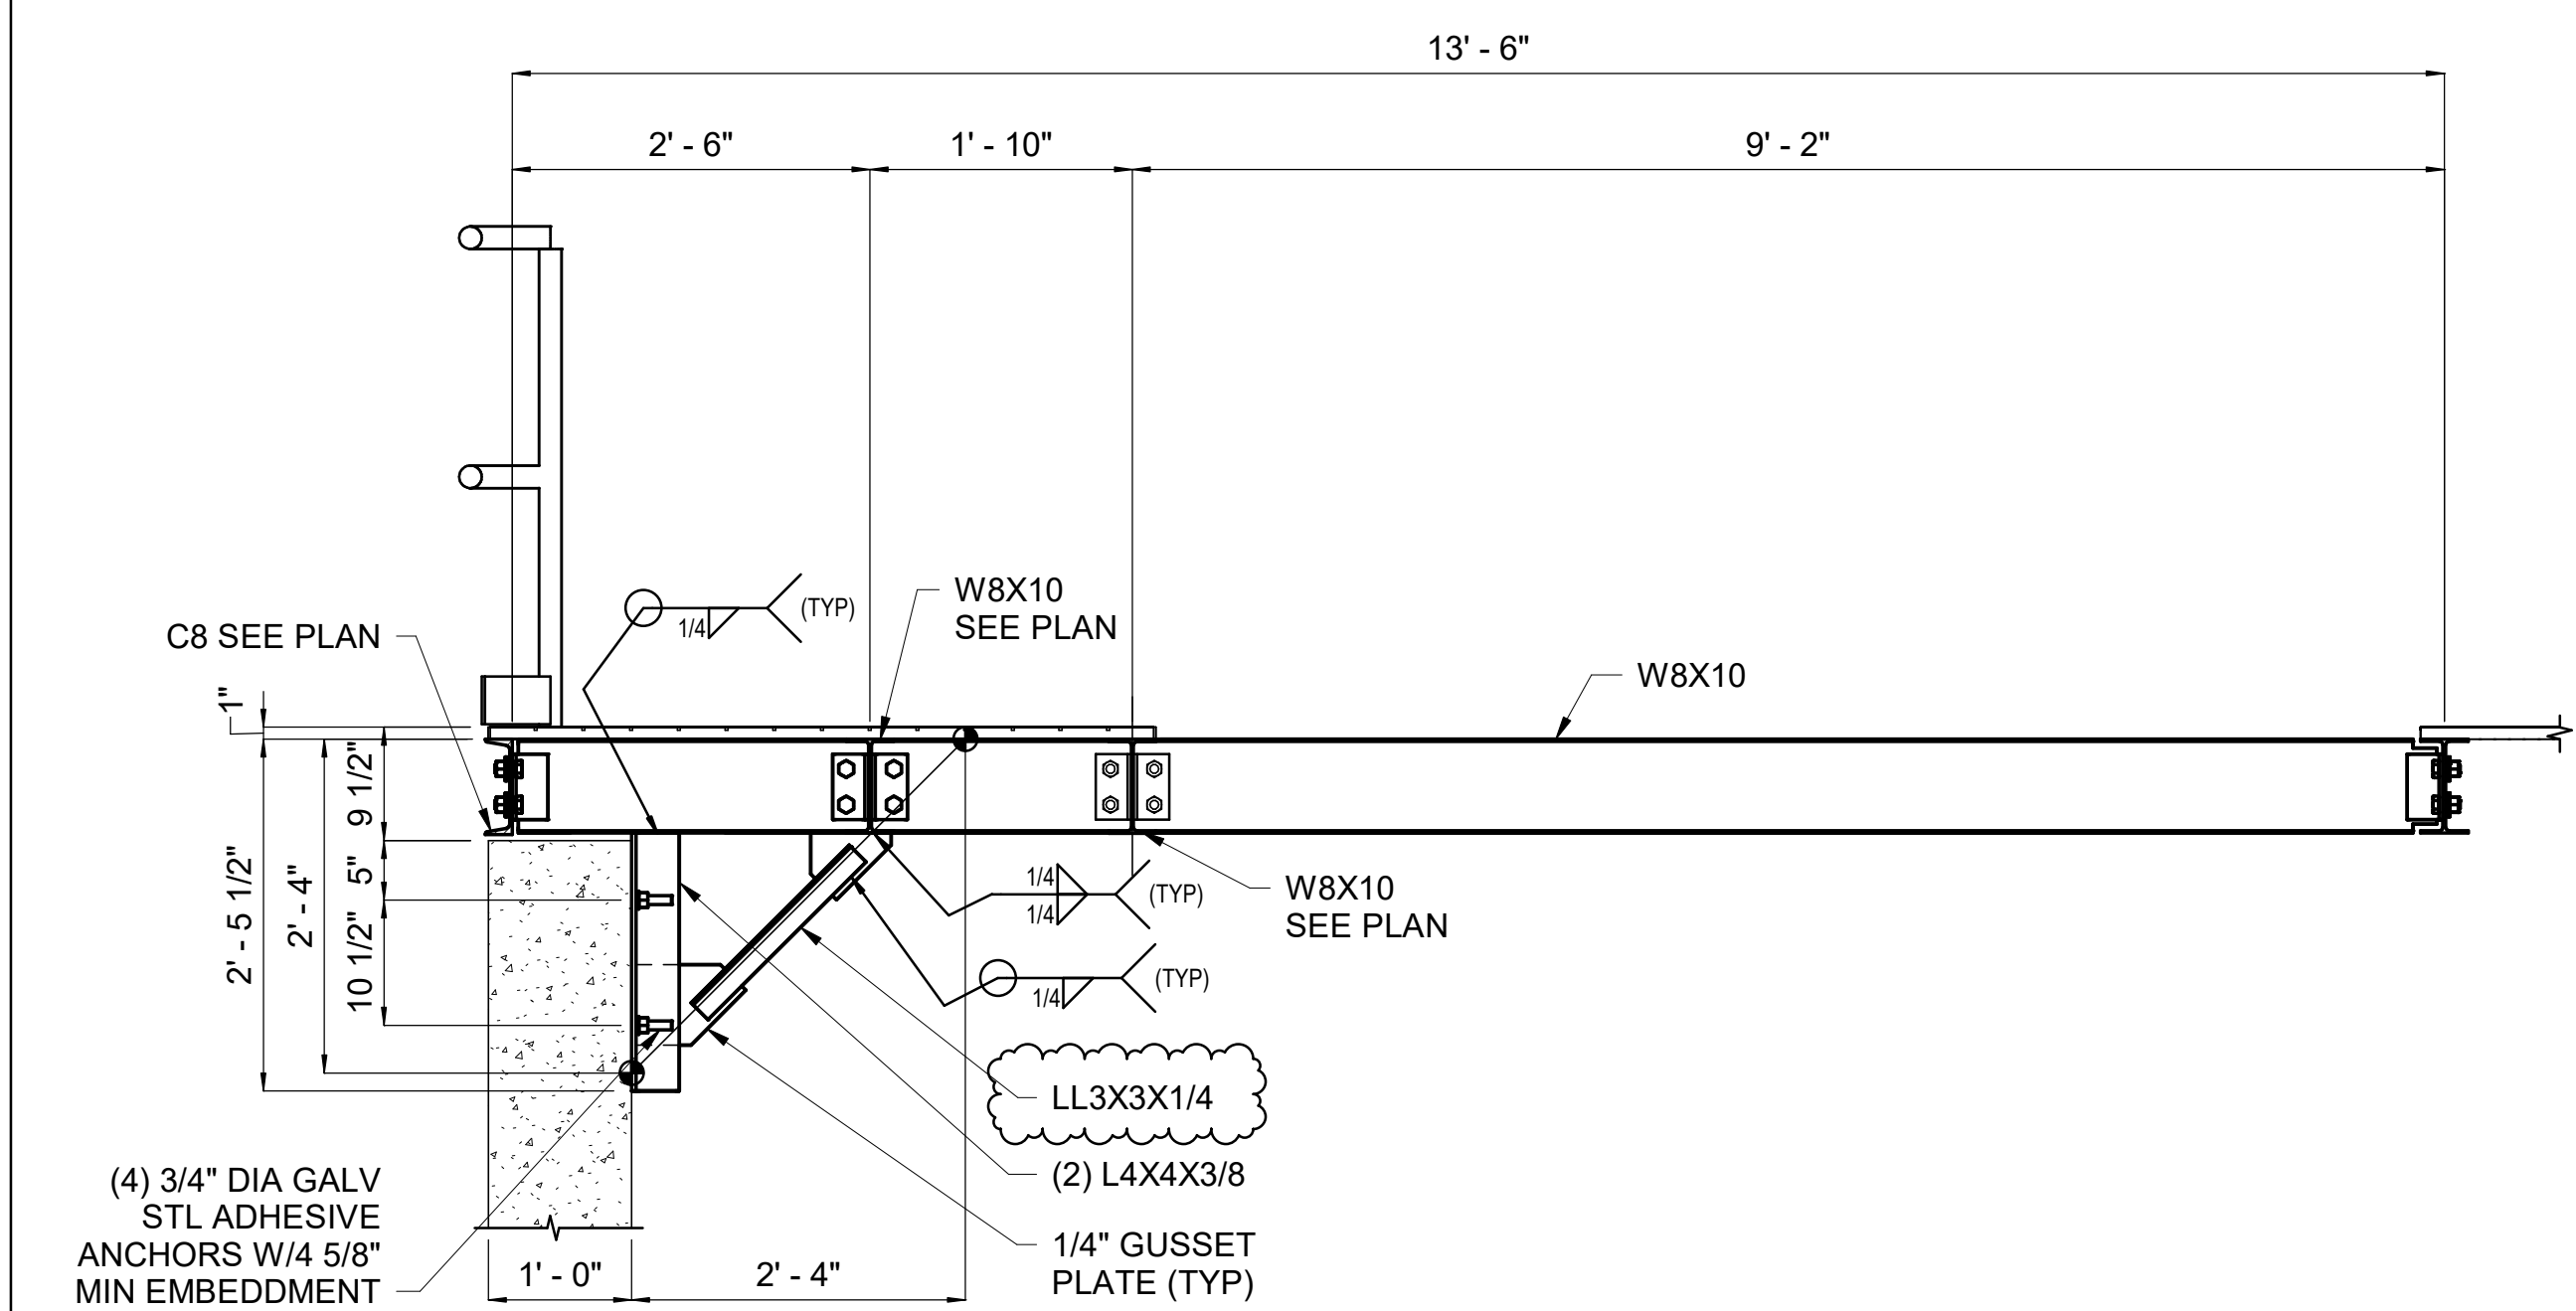 13' - 6"
2' - 6"
1' - 10"
9' - 2"
1/4
(TYP)
W8X10
SEE PLAN
C8 SEE PLAN
W8X10
1"
9 1/2"
5"
10 1/2"
2' - 4"
2' - 5 1/2"
1/4
1/4
(TYP)
W8X10
SEE PLAN
1/4
(TYP)
LL3X3X1/4
(2) L4X4X3/8
1/4" GUSSET
PLATE (TYP)
(4) 3/4" DIA GALV
STL ADHESIVE
ANCHORS W/4 5/8"
MIN EMBEDDMENT
1' - 0"
2' - 4"